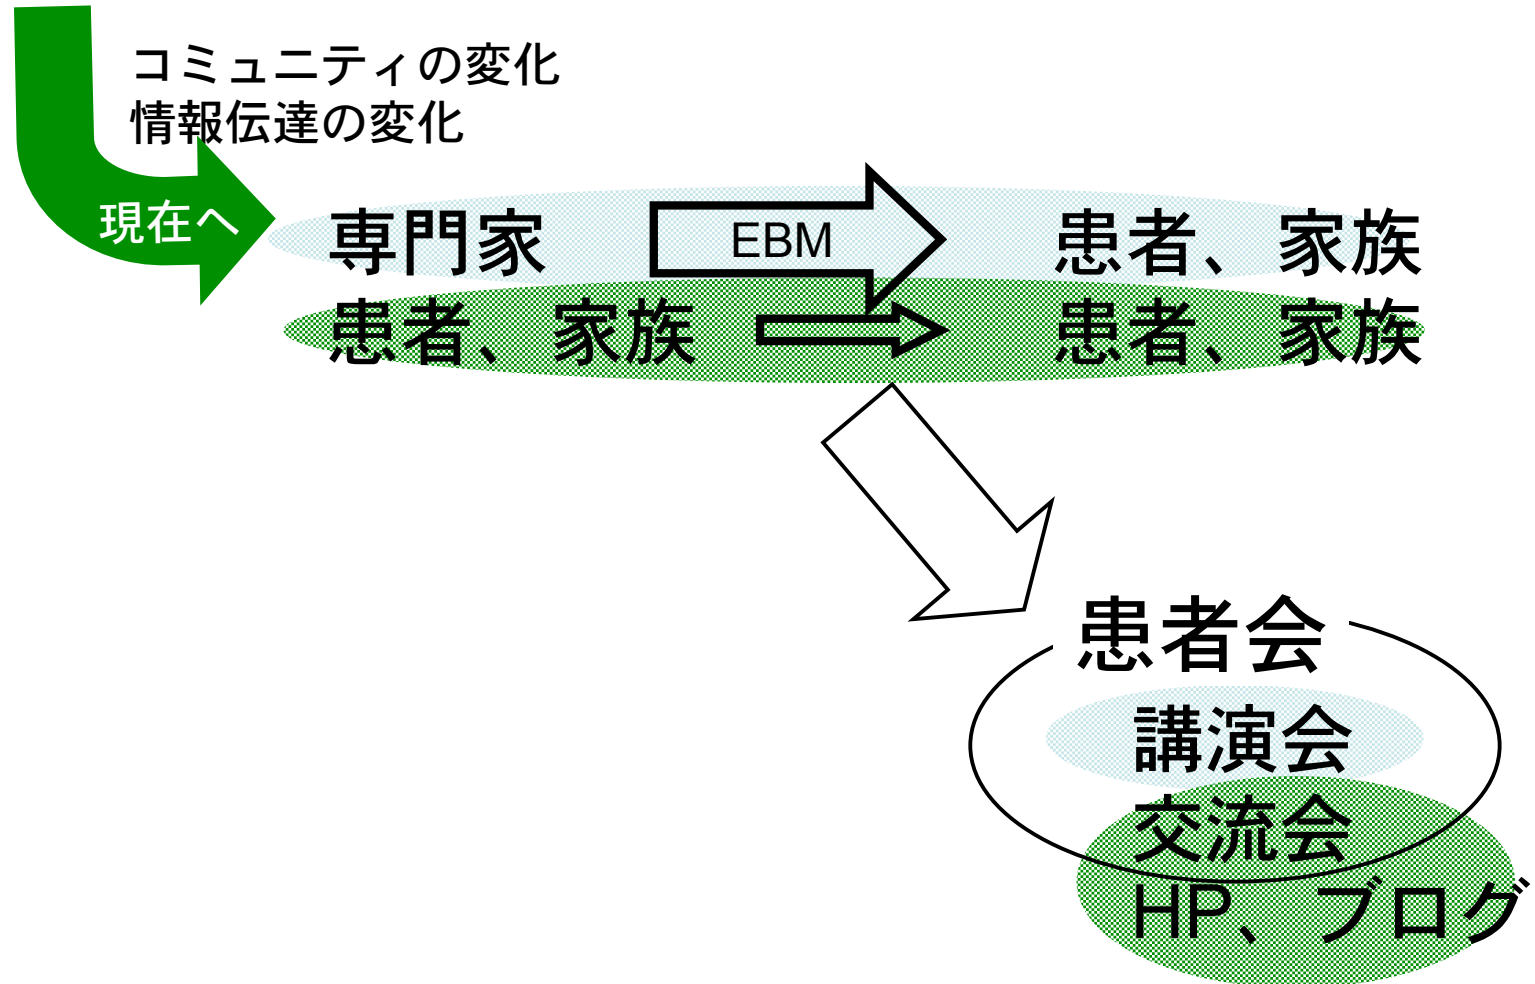 コミュニティの変化
情報伝達の変化
現在へ
専門家 EBM 患者、家族
患者、家族 患者、家族
患者会
講演会
交流会
HP、ブログ